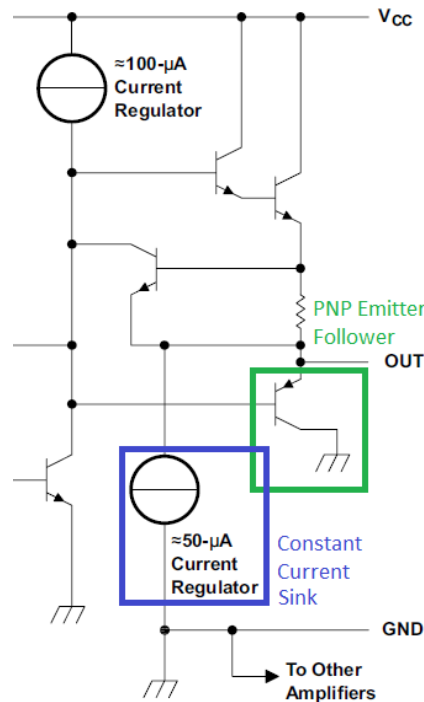 V_CC
≈100-µA
Current
Regulator
PNP Emitter
Follower
OUT
≈50-µA
Current
Regulator
Constant
Current
Sink
GND
To Other
Amplifiers